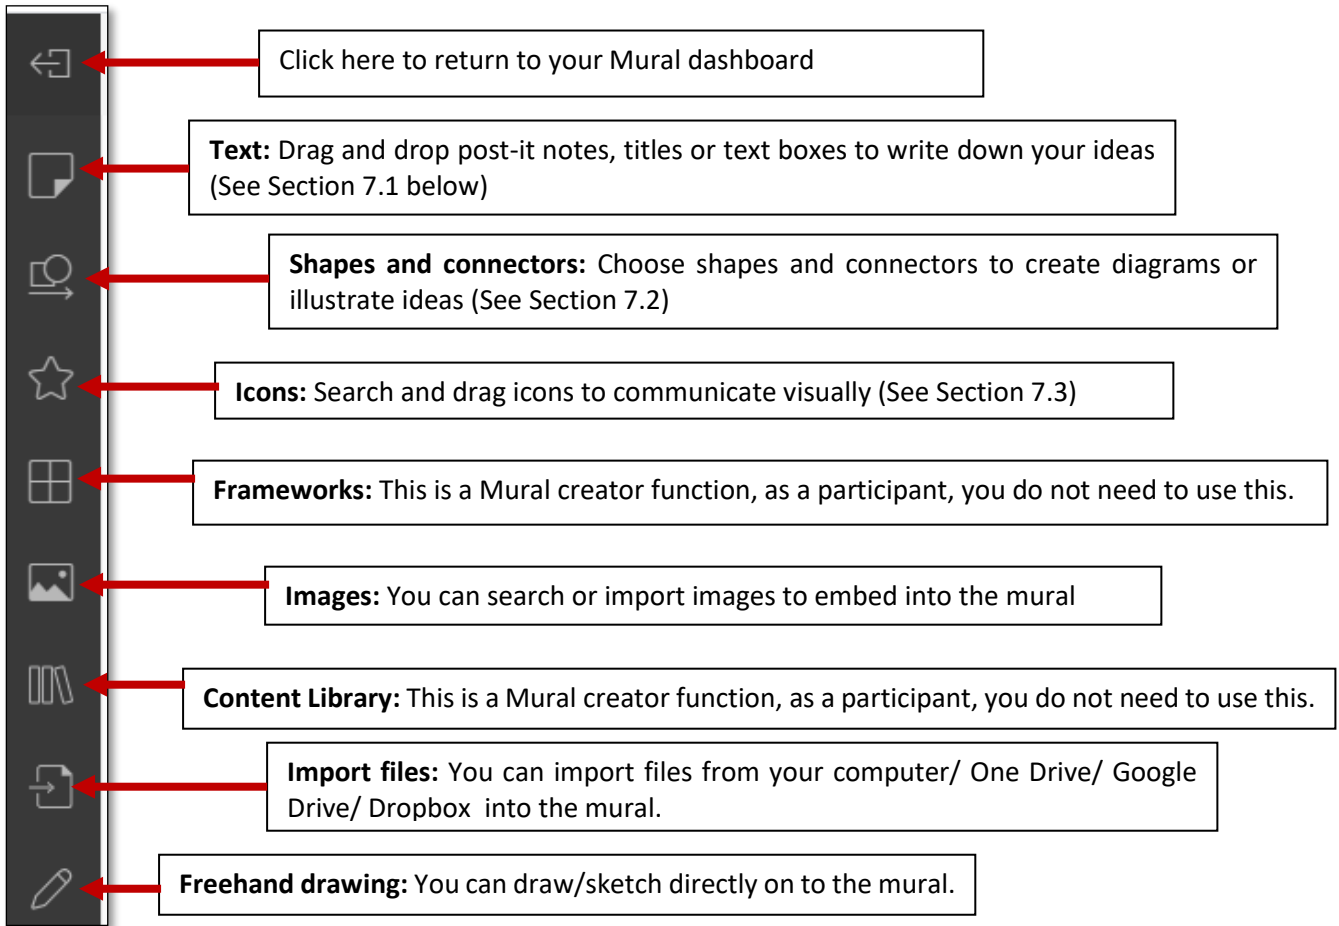 Click here to return to your Mural dashboard
Text: Drag and drop post-it notes, titles or text boxes to write down your ideas
(See Section 7.1 below)
Shapes and connectors: Choose shapes and connectors to create diagrams or
illustrate ideas (See Section 7.2)
Icons: Search and drag icons to communicate visually (See Section 7.3)
Frameworks: This is a Mural creator function, as a participant, you do not need to use this.
Images: You can search or import images to embed into the mural
Content Library: This is a Mural creator function, as a participant, you do not need to use this.
Import files: You can import files from your computer/ One Drive/ Google
Drive/ Dropbox  into the mural.
Freehand drawing: You can draw/sketch directly on to the mural.